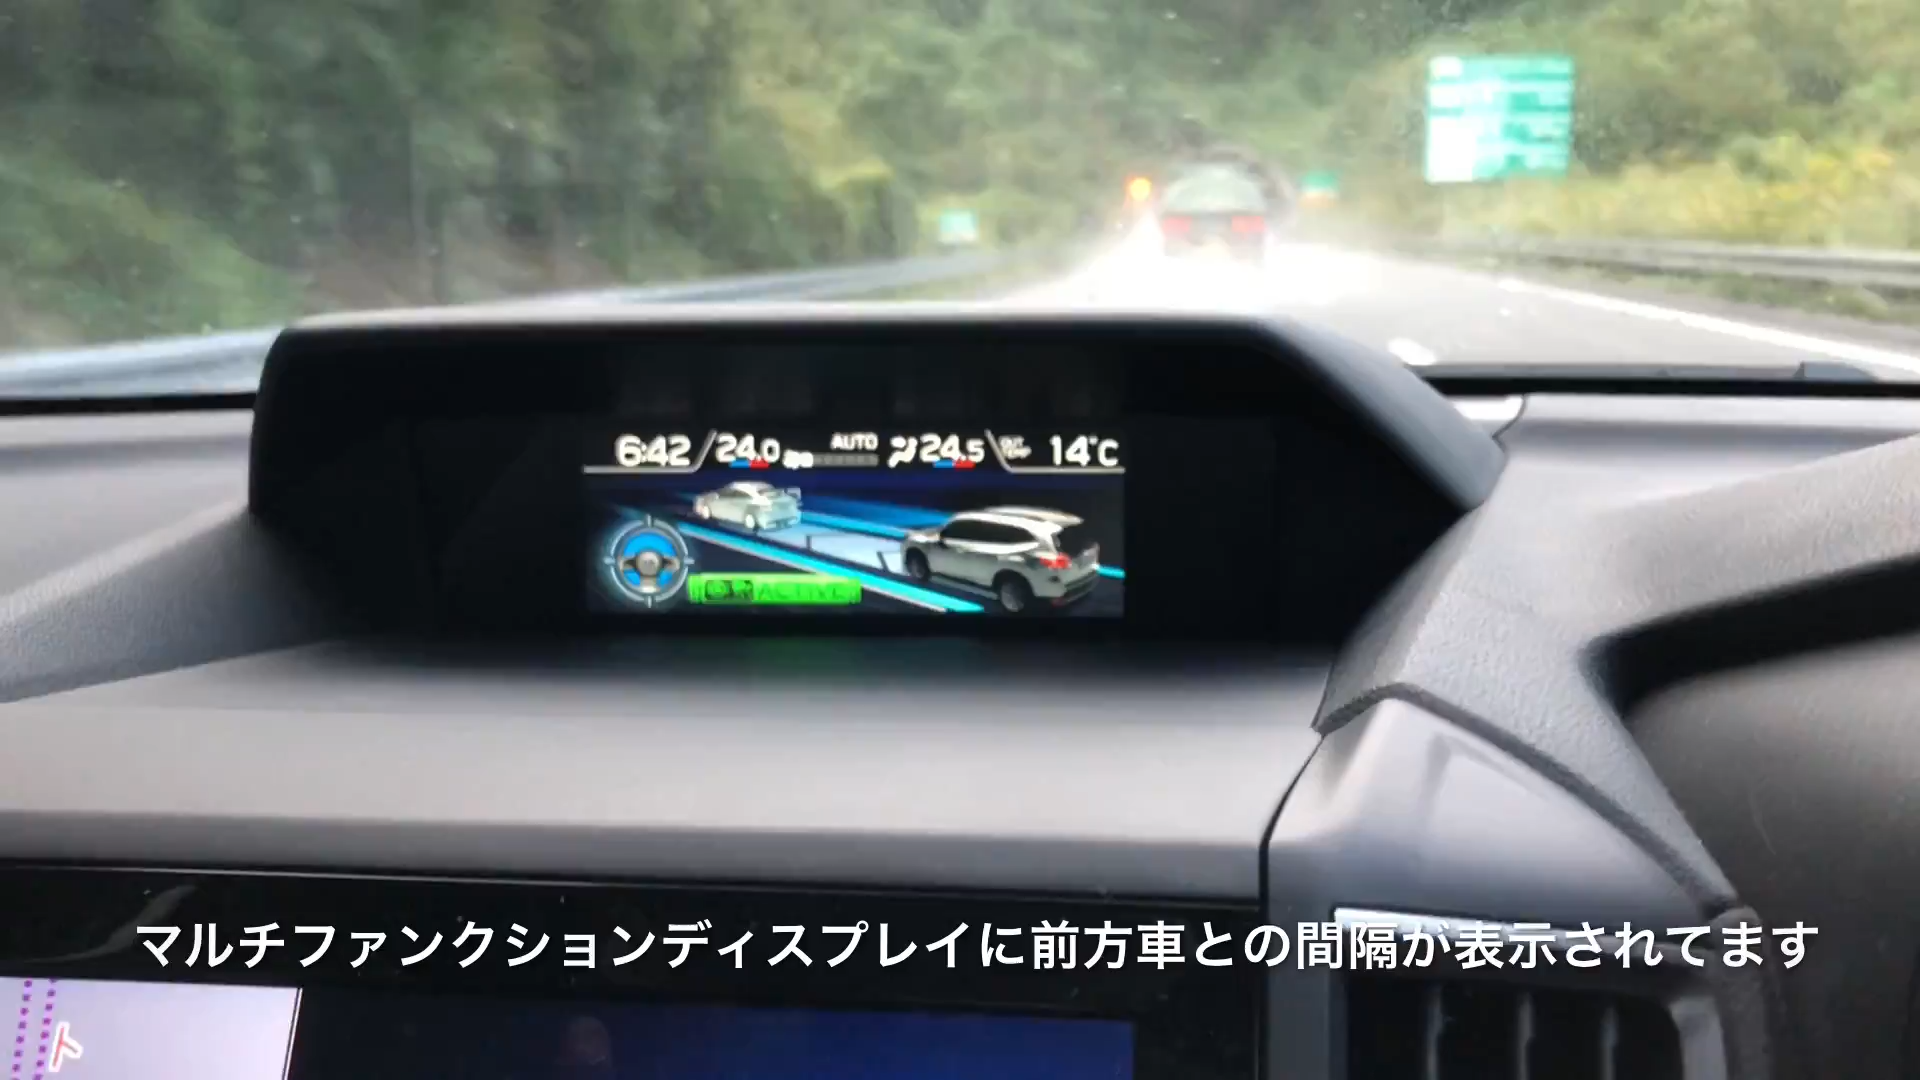 6:42 24.0 AUTO 24.5 OUT TEMP 14°C
ACTIVE
マルチファンクションディスプレイに前方車との間隔が表示されてます